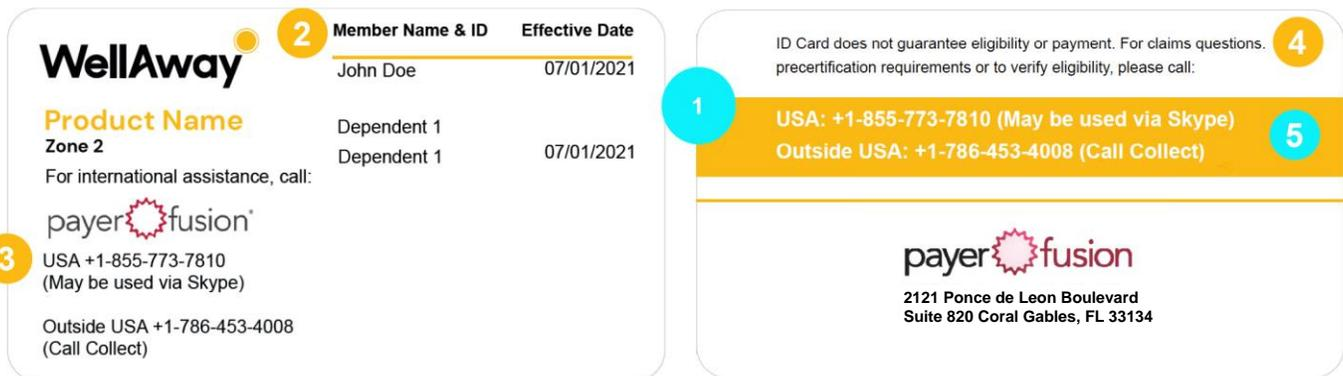 WellAway
2 Member Name & ID Effective Date
John Doe 07/01/2021
Product Name
Zone 2
Dependent 1
Dependent 1 07/01/2021
For international assistance, call:
payer fusion
3 USA +1-855-773-7810
(May be used via Skype)
Outside USA +1-786-453-4008
(Call Collect)
ID Card does not guarantee eligibility or payment. For claims questions. 4
precertification requirements or to verify eligibility, please call:
1
USA: +1-855-773-7810 (May be used via Skype)
5
Outside USA: +1-786-453-4008 (Call Collect)
payer fusion
2121 Ponce de Leon Boulevard
Suite 820 Coral Gables, FL 33134